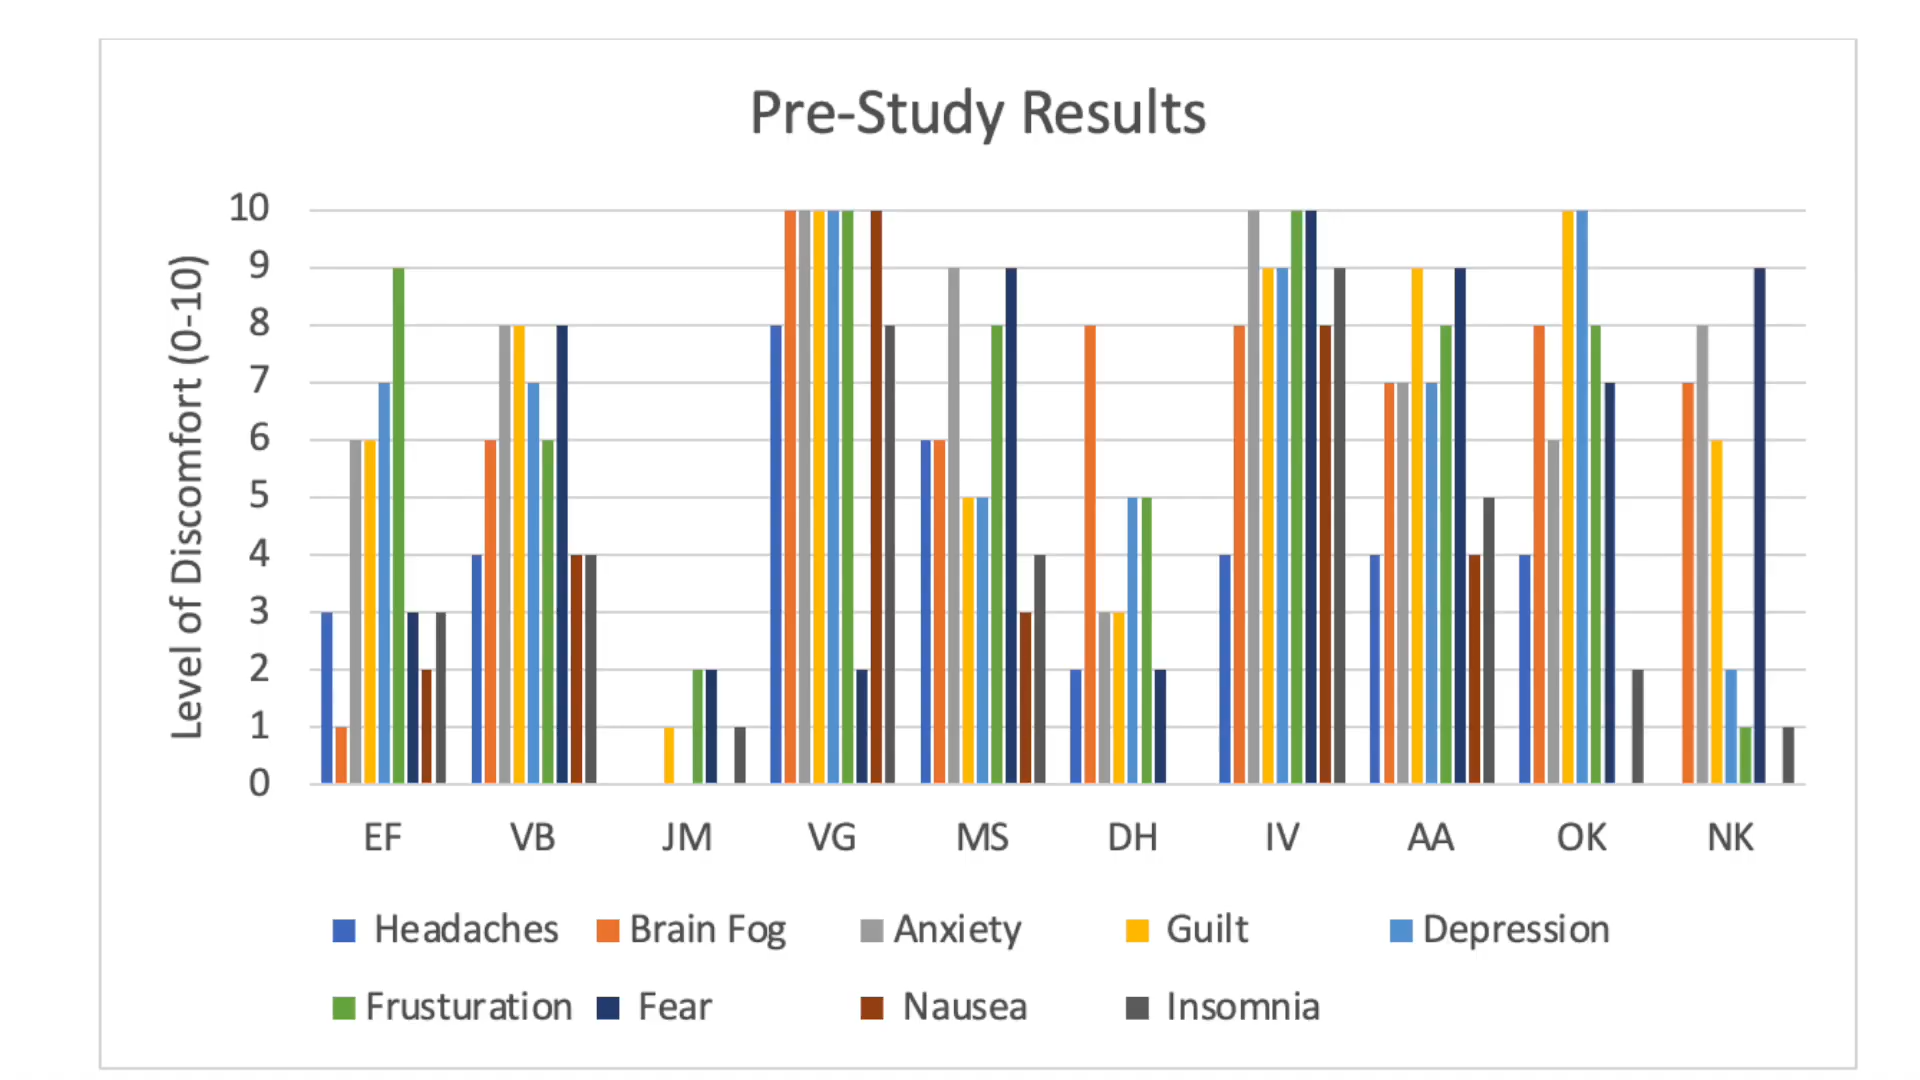 Pre-Study Results
Level of Discomfort (0-10)
10
9
8
7
6
5
4
3
2
1
0
EF VB JM VG MS DH IV AA OK NK
Headaches Brain Fog Anxiety Guilt Depression
Frusturation Fear Nausea Insomnia